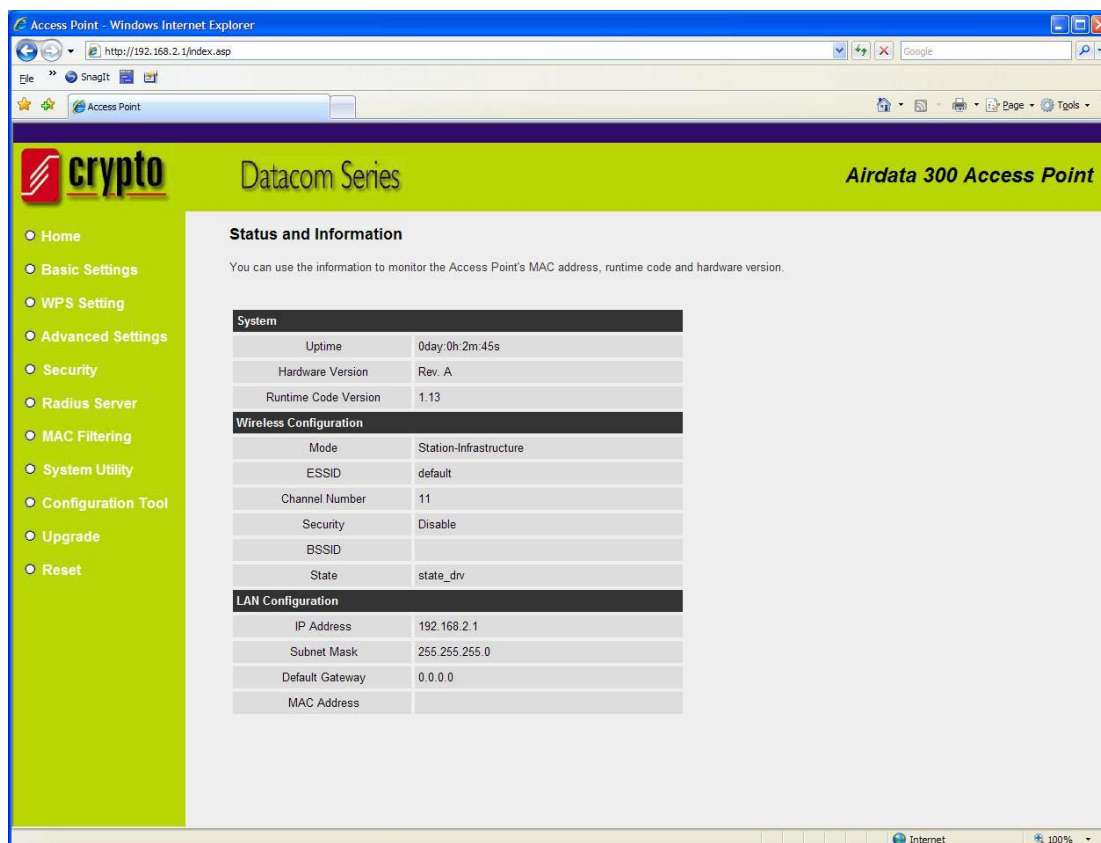 Access Point - Windows Internet Explorer
http://192.168.2.1/index.asp
Google
File » SnagIt
Access Point
Page Tools
crypto Datacom Series Airdata 300 Access Point
Home
Basic Settings
WPS Setting
Advanced Settings
Security
Radius Server
MAC Filtering
System Utility
Configuration Tool
Upgrade
Reset
Status and Information
You can use the information to monitor the Access Point's MAC address, runtime code and hardware version.
System
Uptime 0day:0h:2m:45s
Hardware Version Rev. A
Runtime Code Version 1.13
Wireless Configuration
Mode Station-Infrastructure
ESSID default
Channel Number 11
Security Disable
BSSID
State state_drv
LAN Configuration
IP Address 192.168.2.1
Subnet Mask 255.255.255.0
Default Gateway 0.0.0.0
MAC Address
Internet 100%